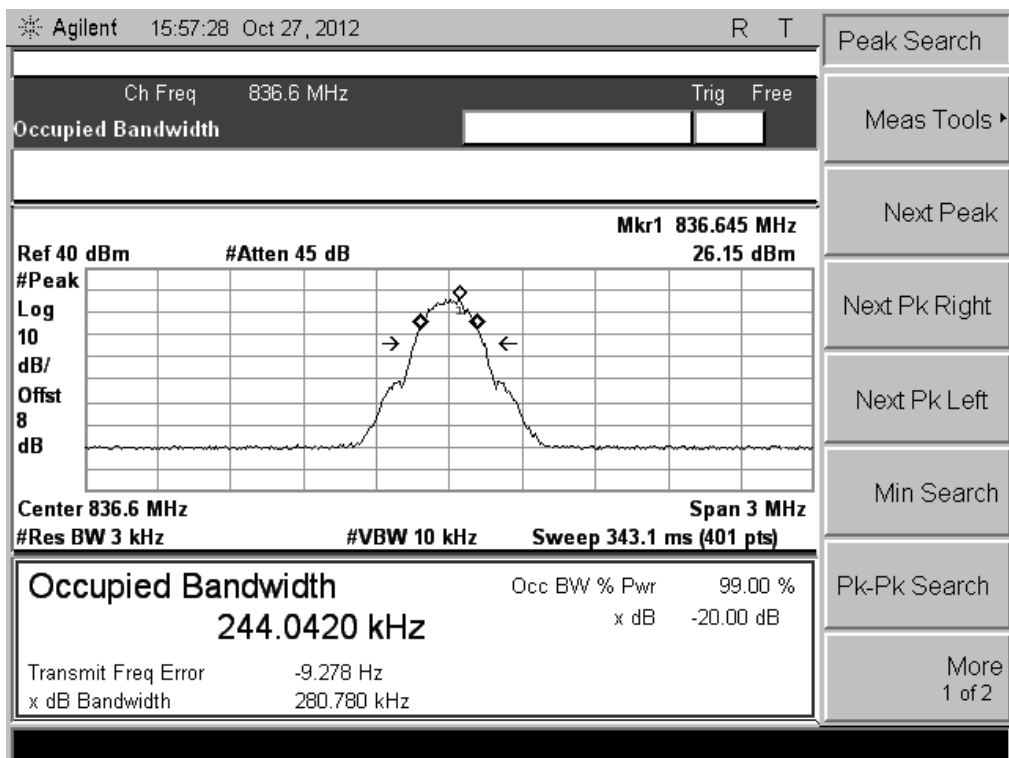 Agilent 15:57:28 Oct 27, 2012 R T
Ch Freq 836.6 MHz Trig Free
Occupied Bandwidth
Mkr1 836.645 MHz
Ref 40 dBm #Atten 45 dB 26.15 dBm
#Peak
Log
10
dB/
Offst
8
dB
1
Center 836.6 MHz Span 3 MHz
#Res BW 3 kHz #VBW 10 kHz Sweep 343.1 ms (401 pts)
Occupied Bandwidth Occ BW % Pwr 99.00 %
244.0420 kHz x dB -20.00 dB
Transmit Freq Error -9.278 Hz
x dB Bandwidth 280.780 kHz
Peak Search
Meas Tools
Next Peak
Next Pk Right
Next Pk Left
Min Search
Pk-Pk Search
More
1 of 2